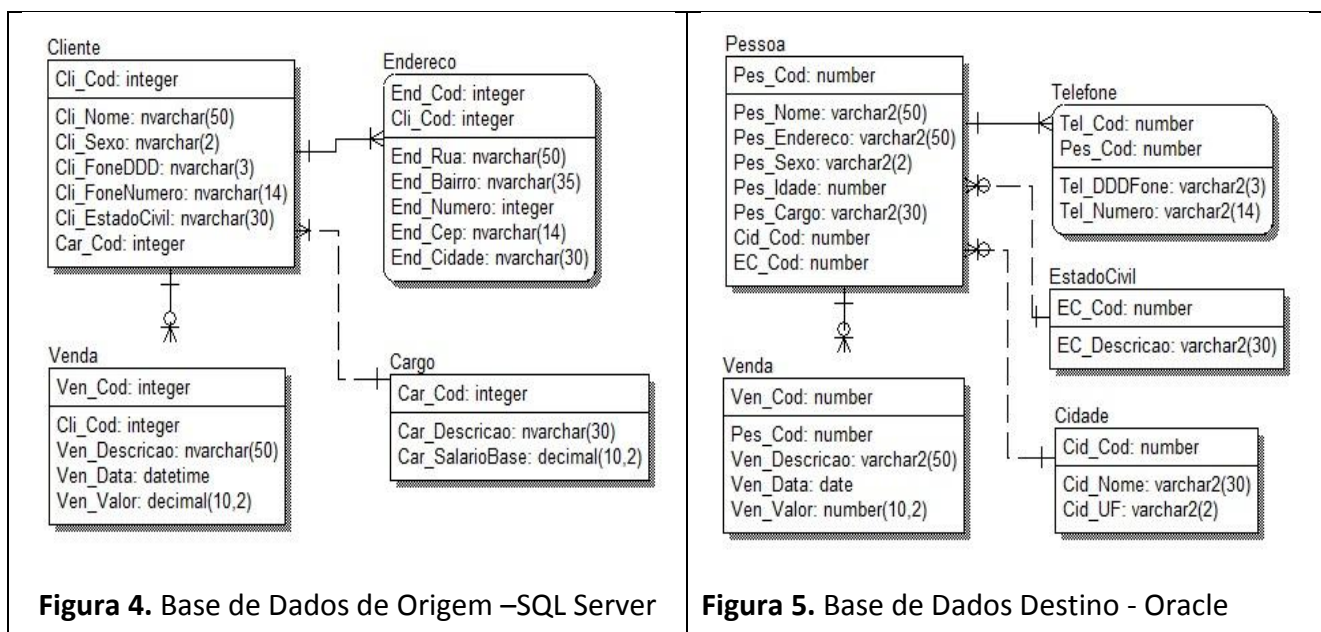 Cliente
Cli_Cod: integer
Cli_Nome: nvarchar(50)
Cli_Sexo: nvarchar(2)
Cli_FoneDDD: nvarchar(3)
Cli_FoneNumero: nvarchar(14)
Cli_EstadoCivil: nvarchar(30)
Car_Cod: integer
Endereco
End_Cod: integer
Cli_Cod: integer
End_Rua: nvarchar(50)
End_Bairro: nvarchar(35)
End_Numero: integer
End_Cep: nvarchar(14)
End_Cidade: nvarchar(30)
Venda
Ven_Cod: integer
Cli_Cod: integer
Ven_Descricao: nvarchar(50)
Ven_Data: datetime
Ven_Valor: decimal(10,2)
Cargo
Car_Cod: integer
Car_Descricao: nvarchar(30)
Car_SalarioBase: decimal(10,2)
Figura 4. Base de Dados de Origem –SQL Server
Pessoa
Pes_Cod: number
Pes_Nome: varchar2(50)
Pes_Endereco: varchar2(50)
Pes_Sexo: varchar2(2)
Pes_Idade: number
Pes_Cargo: varchar2(30)
Cid_Cod: number
EC_Cod: number
Telefone
Tel_Cod: number
Pes_Cod: number
Tel_DDDFone: varchar2(3)
Tel_Numero: varchar2(14)
EstadoCivil
EC_Cod: number
EC_Descricao: varchar2(30)
Venda
Ven_Cod: number
Pes_Cod: number
Ven_Descricao: varchar2(50)
Ven_Data: date
Ven_Valor: number(10,2)
Cidade
Cid_Cod: number
Cid_Nome: varchar2(30)
Cid_UF: varchar2(2)
Figura 5. Base de Dados Destino - Oracle